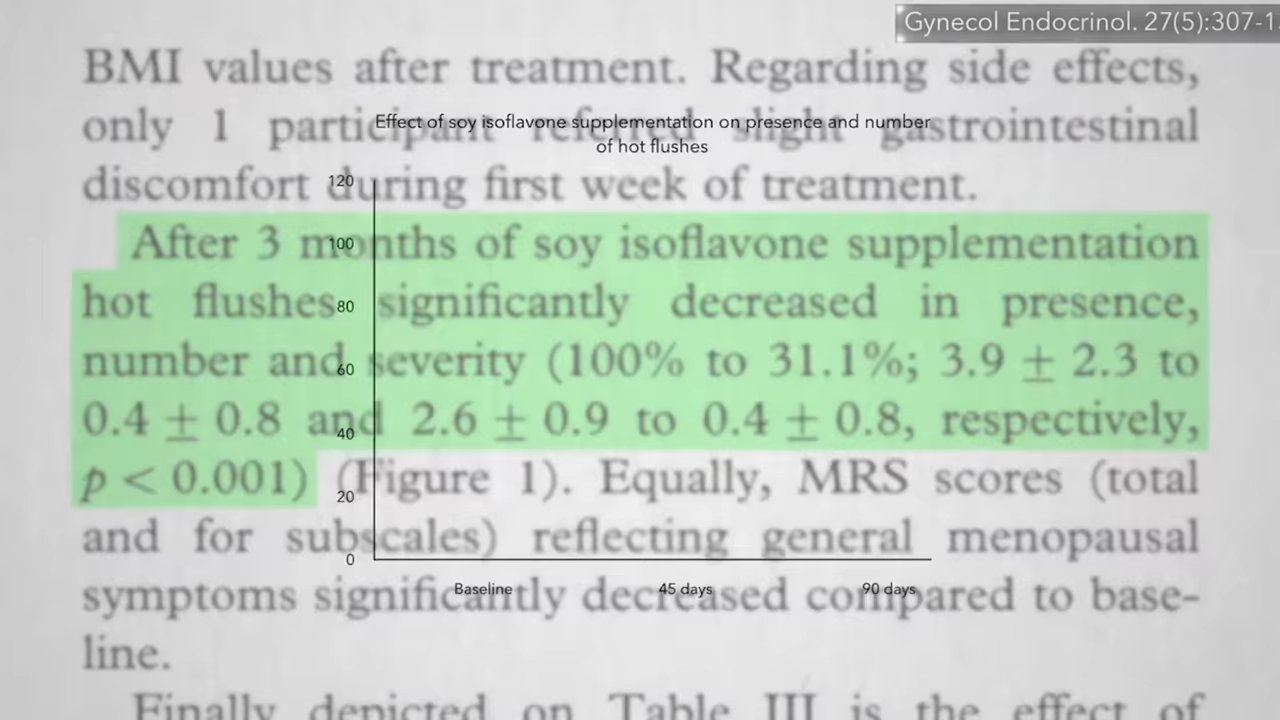 Gynecol Endocrinol. 27(5):307-1
BMI values after treatment. Regarding side effects,
only 1 participant referred slight gastrointestinal
discomfort during first week of treatment.
After 3 months of soy isoflavone supplementation
hot flushes significantly decreased in presence,
number and severity (100% to 31.1%; 3.9 ± 2.3 to
0.4 ± 0.8 and 2.6 ± 0.9 to 0.4 ± 0.8, respectively,
p < 0.001) (Figure 1). Equally, MRS scores (total
and for subscales) reflecting general menopausal
symptoms significantly decreased compared to base-
line.
Finally depicted on Table III is the effect of
Effect of soy isoflavone supplementation on presence and number
of hot flushes
120
100
80
60
40
20
0
Baseline 45 days 90 days